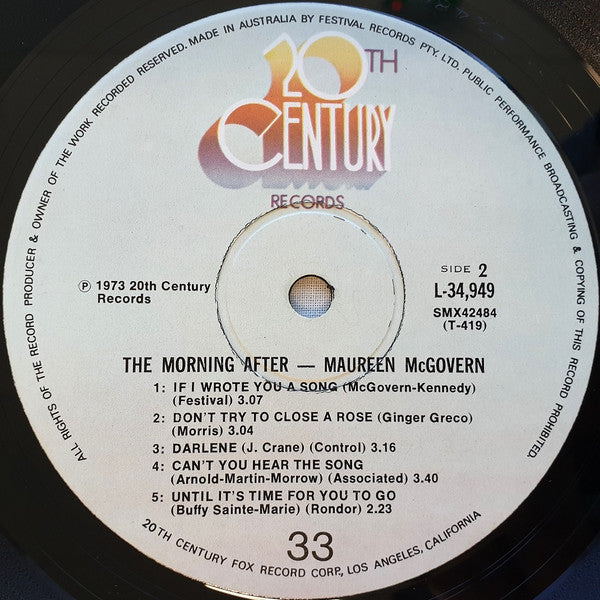 ALL RIGHTS OF THE RECORD PRODUCER & OWNER OF THE WORK RECORDED RESERVED. MADE IN AUSTRALIA BY FESTIVAL RECORDS PTY. LTD. PUBLIC PERFORMANCE BROADCASTING & COPYING OF THIS RECORD PROHIBITED.
20TH
CENTURY
RECORDS
℗ 1973 20th Century
Records
SIDE 2
L-34,949
SMX42484
(T-419)
THE MORNING AFTER — MAUREEN McGOVERN
1: IF I WROTE YOU A SONG (McGovern-Kennedy)
(Festival) 3.07
2: DON'T TRY TO CLOSE A ROSE (Ginger Greco)
(Morris) 3.04
3: DARLENE (J. Crane) (Control) 3.16
4: CAN'T YOU HEAR THE SONG
(Arnold-Martin-Morrow) (Associated) 3.40
5: UNTIL IT'S TIME FOR YOU TO GO
(Buffy Sainte-Marie) (Rondor) 2.23
33
20TH CENTURY FOX RECORD CORP., LOS ANGELES, CALIFORNIA